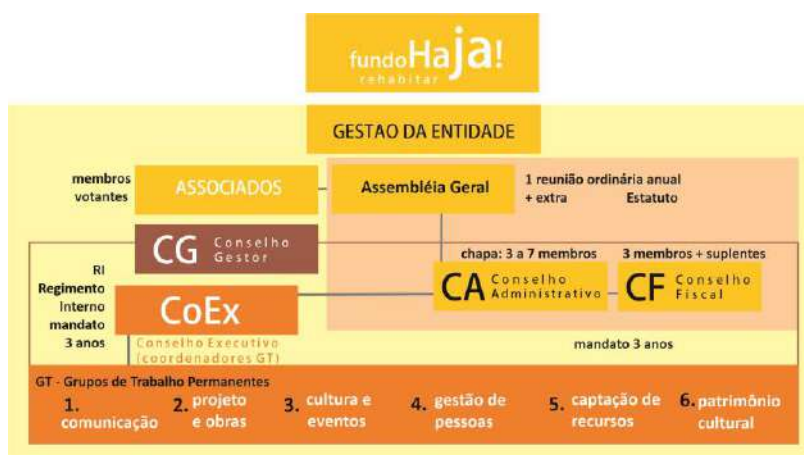 fundoHaja!
rehabitar
GESTAO DA ENTIDADE
membros
votantes
ASSOCIADOS
Assembléia Geral
1 reunião ordinária anual
+ extra Estatuto
CG Conselho
Gestor
chapa: 3 a 7 membros
3 membros + suplentes
RI
Regimento
Interno
mandato
3 anos
CoEx
Conselho Executivo
(coordenadores GT)
CA Conselho
Administrativo
CF Conselho
Fiscal
mandato 3 anos
GT - Grupos de Trabalho Permanentes
1. comunicação
2. projeto
e obras
3. cultura e
eventos
4. gestão de
pessoas
5. captação de
recursos
6. patrimônio
cultural